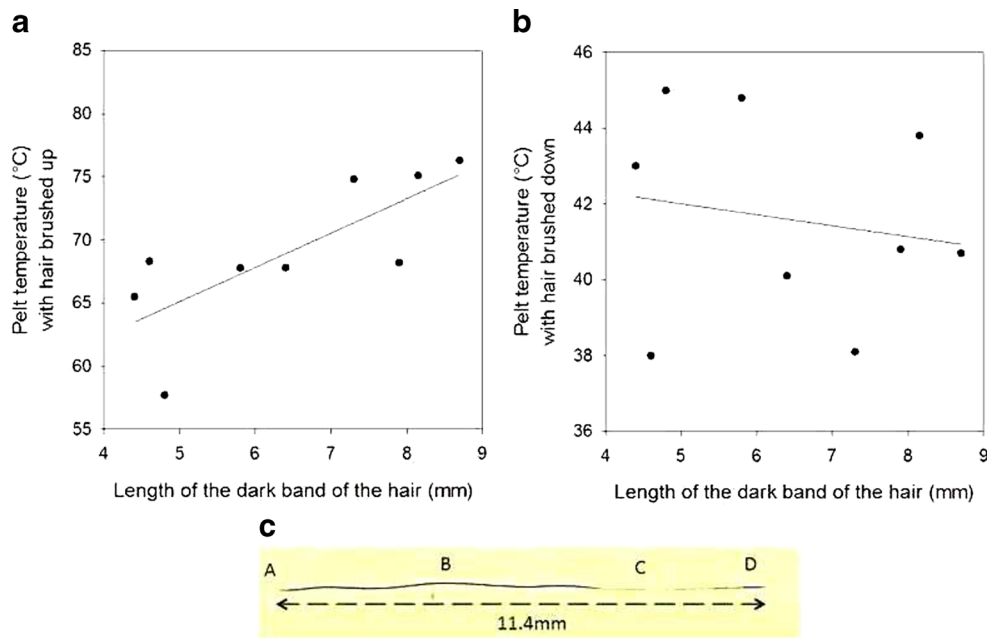 a
85
80
75
70
65
60
55
Pelt temperature (°C)
with hair brushed up
4 5 6 7 8 9
Length of the dark band of the hair (mm)
b
46
44
42
40
38
36
Pelt temperature (°C)
with hair brushed down
4 5 6 7 8 9
Length of the dark band of the hair (mm)
c
A B C D
11.4mm